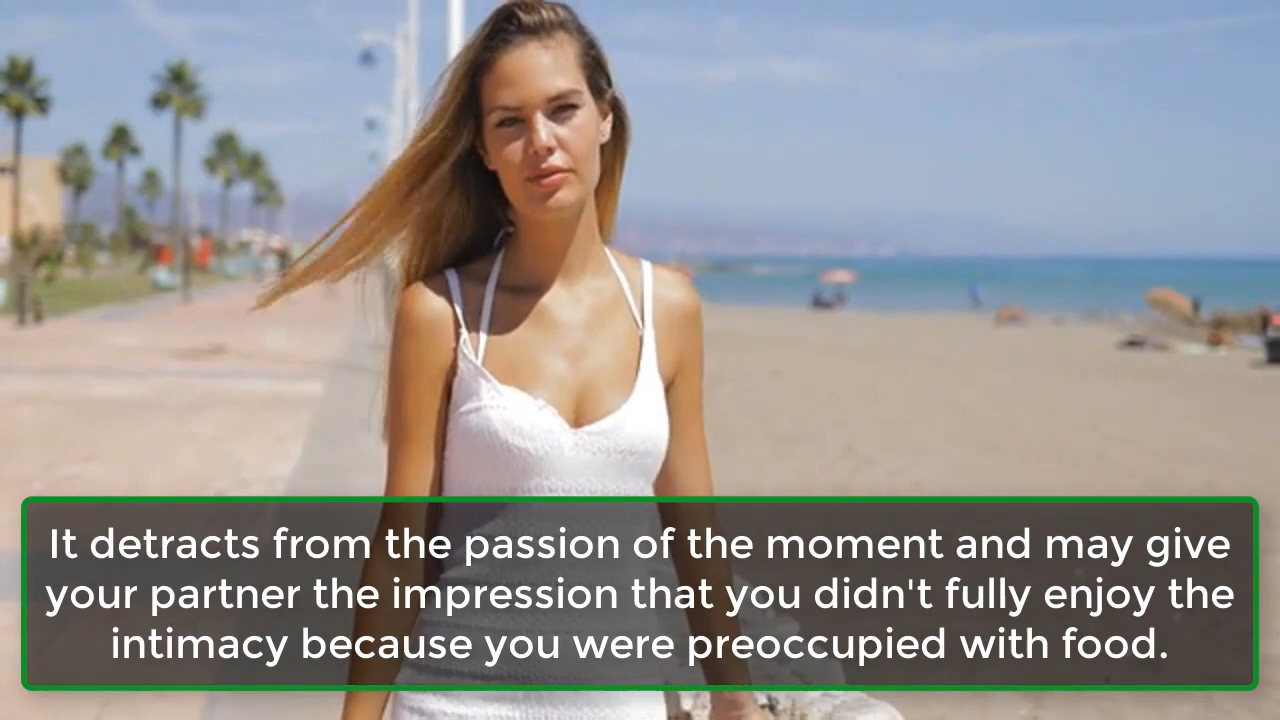 It detracts from the passion of the moment and may give
your partner the impression that you didn't fully enjoy the
intimacy because you were preoccupied with food.